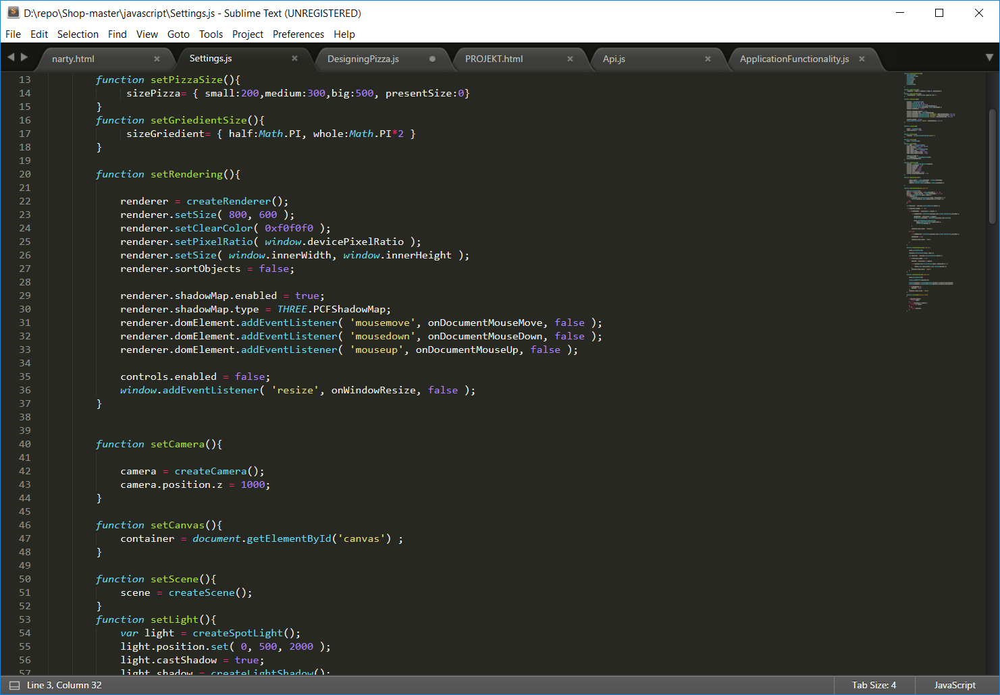 D:\repo\Shop-master\javascript\Settings.js - Sublime Text (UNREGISTERED)
File Edit Selection Find View Goto Tools Project Preferences Help
narty.html Settings.js DesigningPizza.js PROJEKT.html Api.js ApplicationFunctionality.js
13 function setPizzaSize(){
14 sizePizza= { small:200,medium:300,big:500, presentSize:0}
15 }
16 function setGriedientSize(){
17 sizeGriedient= { half:Math.PI, whole:Math.PI*2 }
18 }
19
20 function setRendering(){
21
22 renderer = createRenderer();
23 renderer.setSize( 800, 600 );
24 renderer.setClearColor( 0xf0f0f0 );
25 renderer.setPixelRatio( window.devicePixelRatio );
26 renderer.setSize( window.innerWidth, window.innerHeight );
27 renderer.sortObjects = false;
28
29 renderer.shadowMap.enabled = true;
30 renderer.shadowMap.type = THREE.PCFShadowMap;
31 renderer.domElement.addEventListener( 'mousemove', onDocumentMouseMove, false );
32 renderer.domElement.addEventListener( 'mousedown', onDocumentMouseDown, false );
33 renderer.domElement.addEventListener( 'mouseup', onDocumentMouseUp, false );
34
35 controls.enabled = false;
36 window.addEventListener( 'resize', onWindowResize, false );
37 }
38
39
40 function setCamera(){
41
42 camera = createCamera();
43 camera.position.z = 1000;
44 }
45
46 function setCanvas(){
47 container = document.getElementById('canvas') ;
48 }
49
50 function setScene(){
51 scene = createScene();
52 }
53 function setLight(){
54 var light = createSpotLight();
55 light.position.set( 0, 500, 2000 );
56 light.castShadow = true;
57 light.shadow = createLightShadow();
Line 3, Column 32 Tab Size: 4 JavaScript